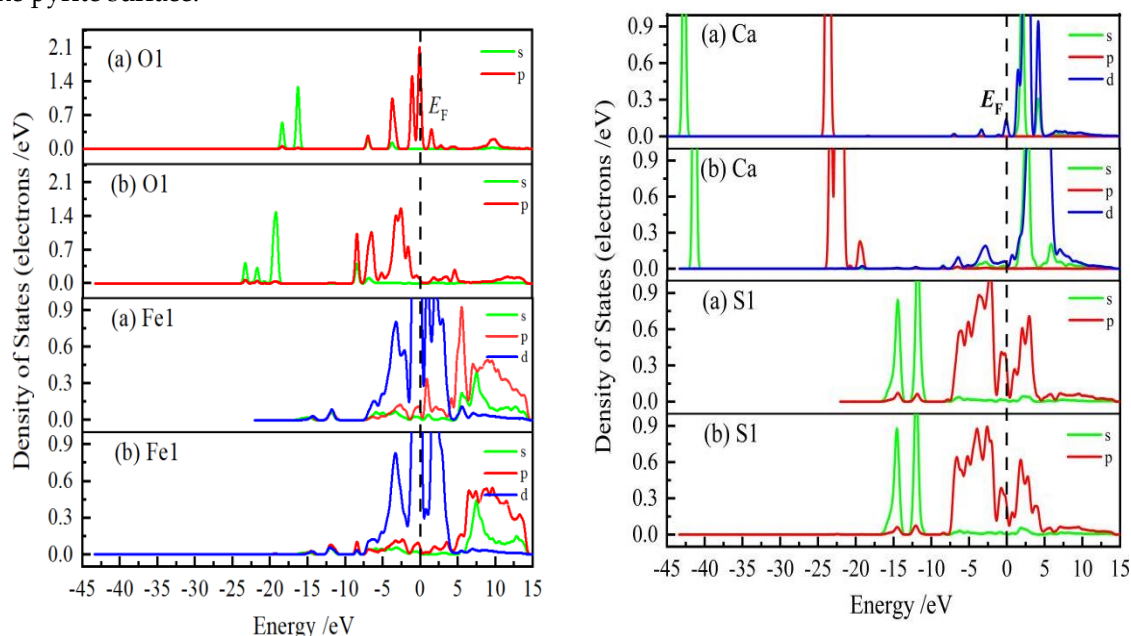 pyrite surface.
Density of States (electrons /eV)
(a) O1
s
p
E_F
2.1
1.4
0.7
0.0
(b) O1
s
p
2.1
1.4
0.7
0.0
(a) Fe1
s
p
d
0.9
0.6
0.3
0.0
(b) Fe1
s
p
d
0.9
0.6
0.3
0.0
-45 -40 -35 -30 -25 -20 -15 -10 -5 0 5 10 15
Energy /eV
Density of States (electrons /eV)
(a) Ca
s
p
d
E_F
0.9
0.6
0.3
0.0
(b) Ca
s
p
d
0.9
0.6
0.3
0.0
(a) S1
s
p
0.9
0.6
0.3
0.0
(b) S1
s
p
0.9
0.6
0.3
0.0
-45 -40 -35 -30 -25 -20 -15 -10 -5 0 5 10 15
Energy /eV